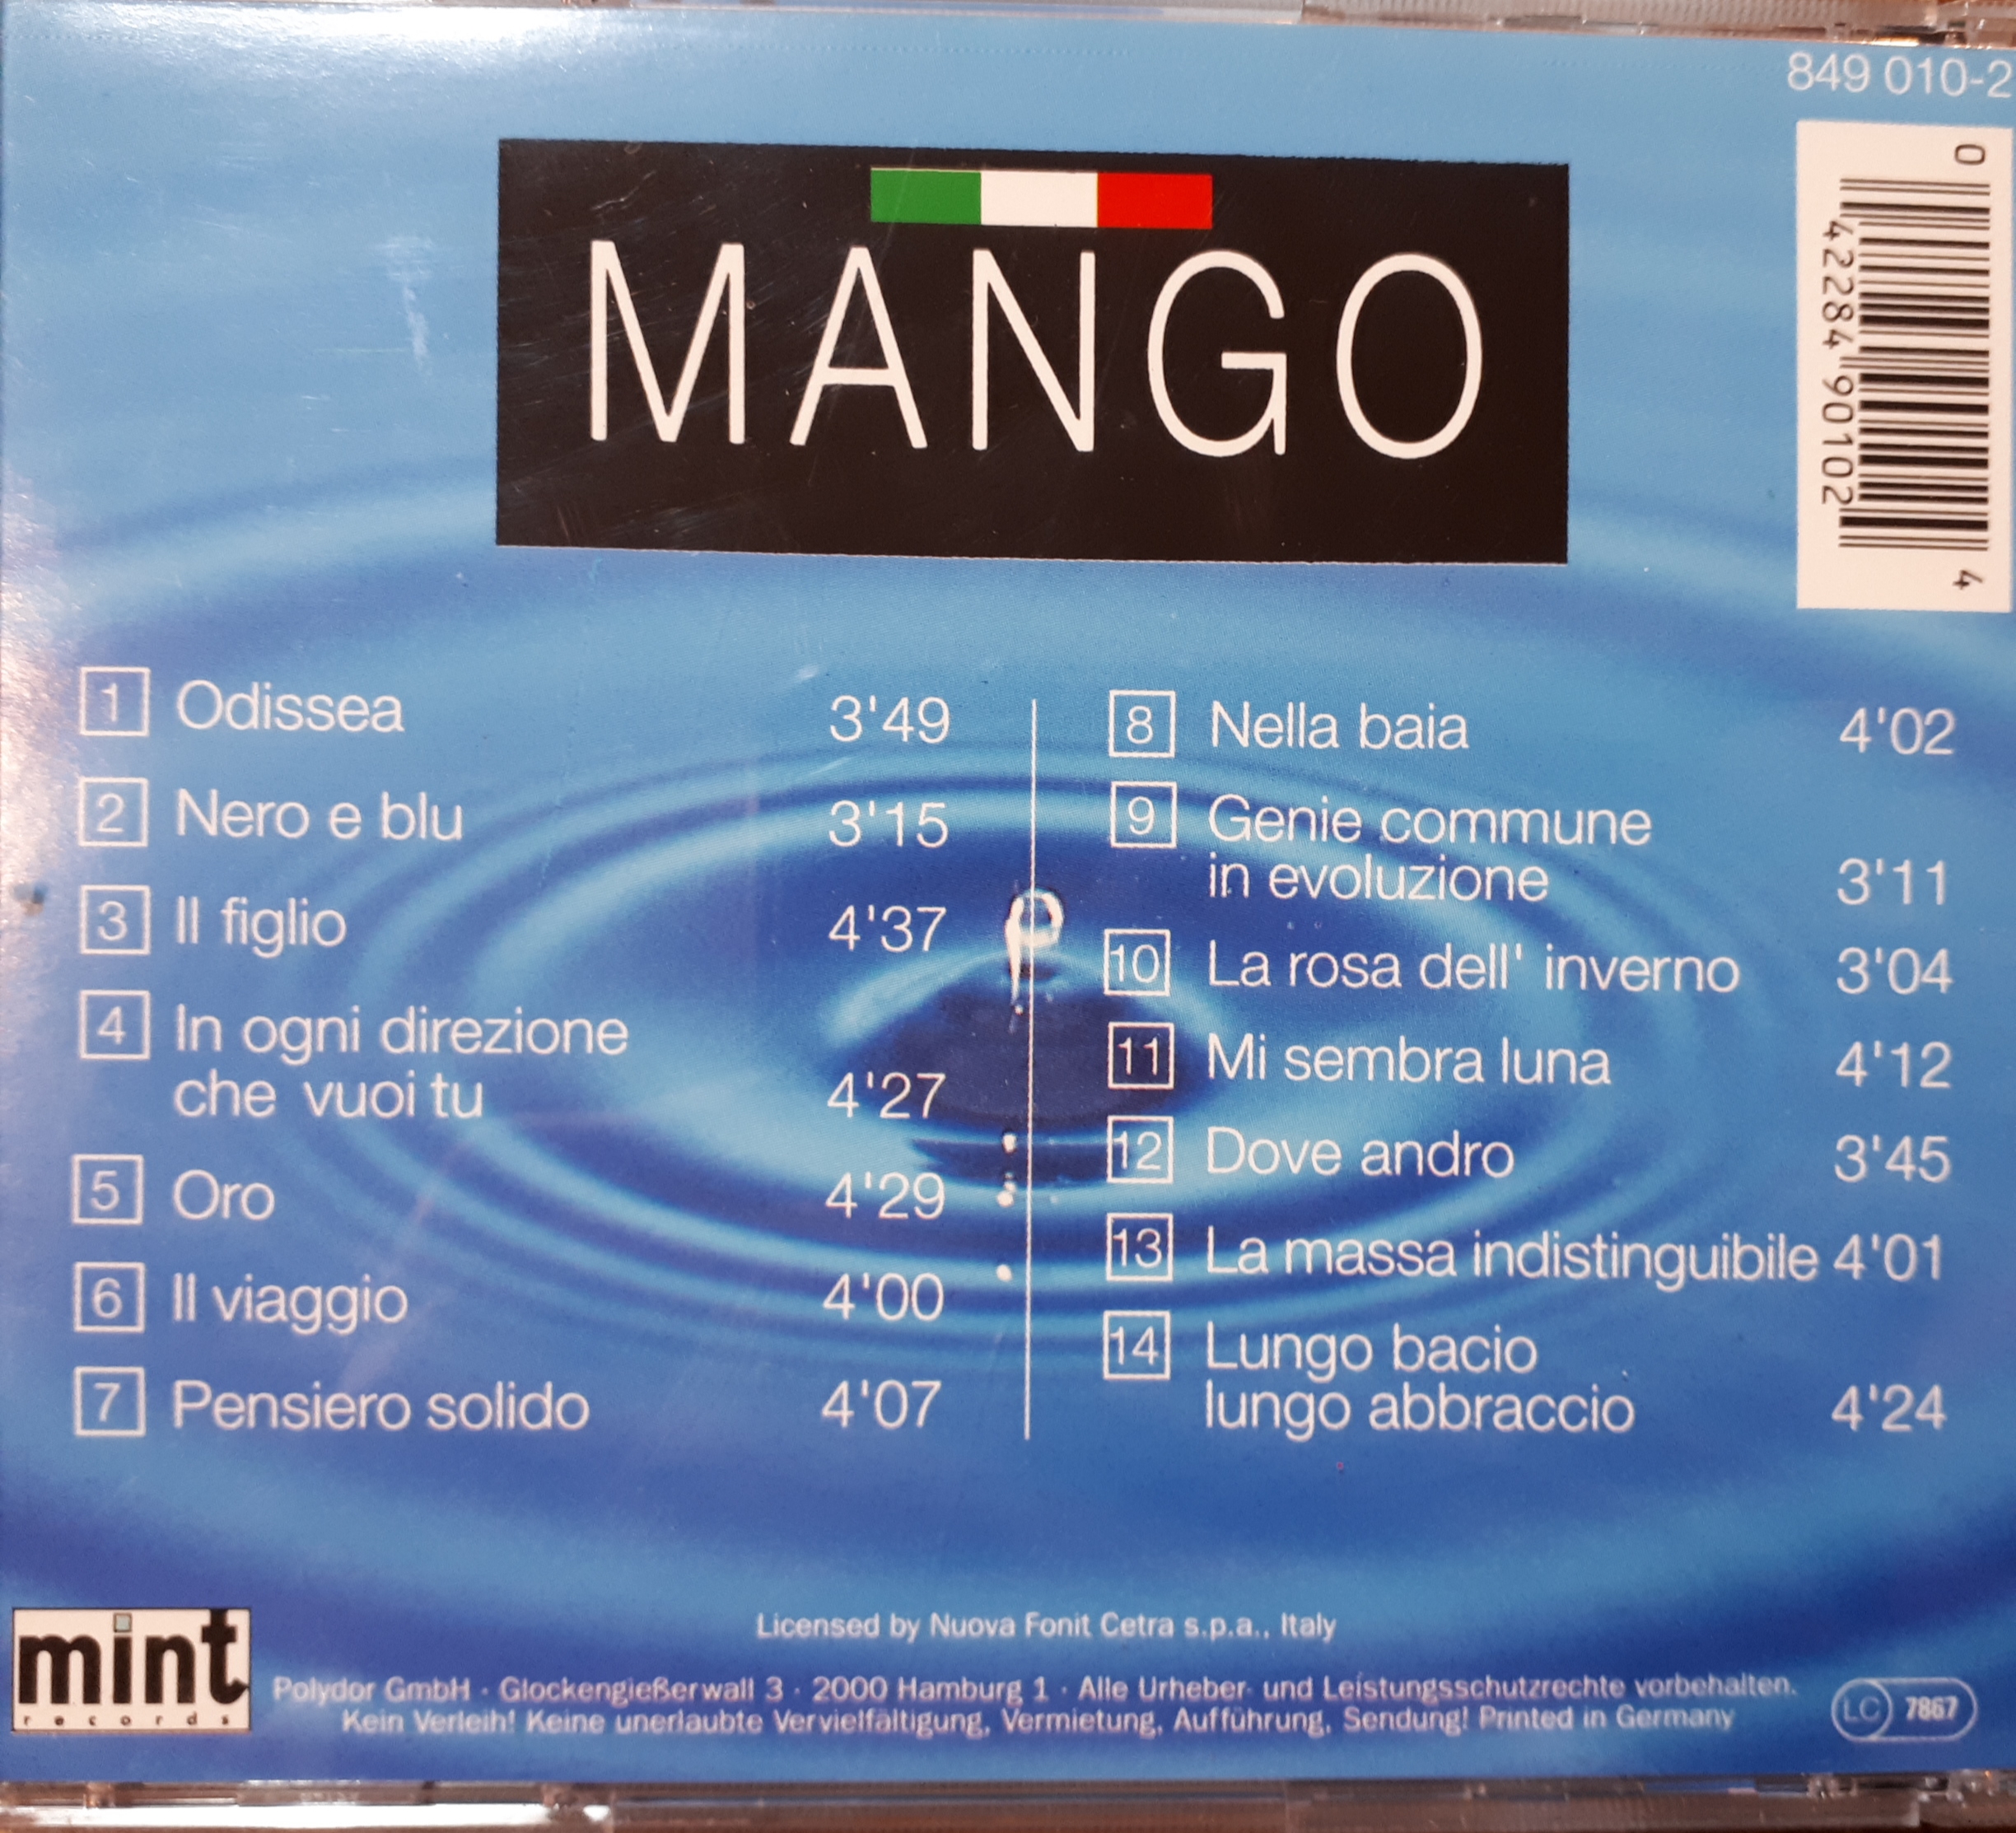 849 010-2
MANGO
0
42284 90102
4
1 Odissea 3'49
2 Nero e blu 3'15
3 Il figlio 4'37
4 In ogni direzione
che vuoi tu 4'27
5 Oro 4'29
6 Il viaggio 4'00
7 Pensiero solido 4'07
8 Nella baia 4'02
9 Genie commune
in evoluzione 3'11
10 La rosa dell' inverno 3'04
11 Mi sembra luna 4'12
12 Dove andro 3'45
13 La massa indistinguibile 4'01
14 Lungo bacio
lungo abbraccio 4'24
mint
records
Licensed by Nuova Fonit Cetra s.p.a., Italy
Polydor GmbH · Glockengießerwall 3 · 2000 Hamburg 1 · Alle Urheber- und Leistungsschutzrechte vorbehalten.
Kein Verleih! Keine unerlaubte Vervielfältigung, Vermietung, Aufführung, Sendung! Printed in Germany
LC 7867